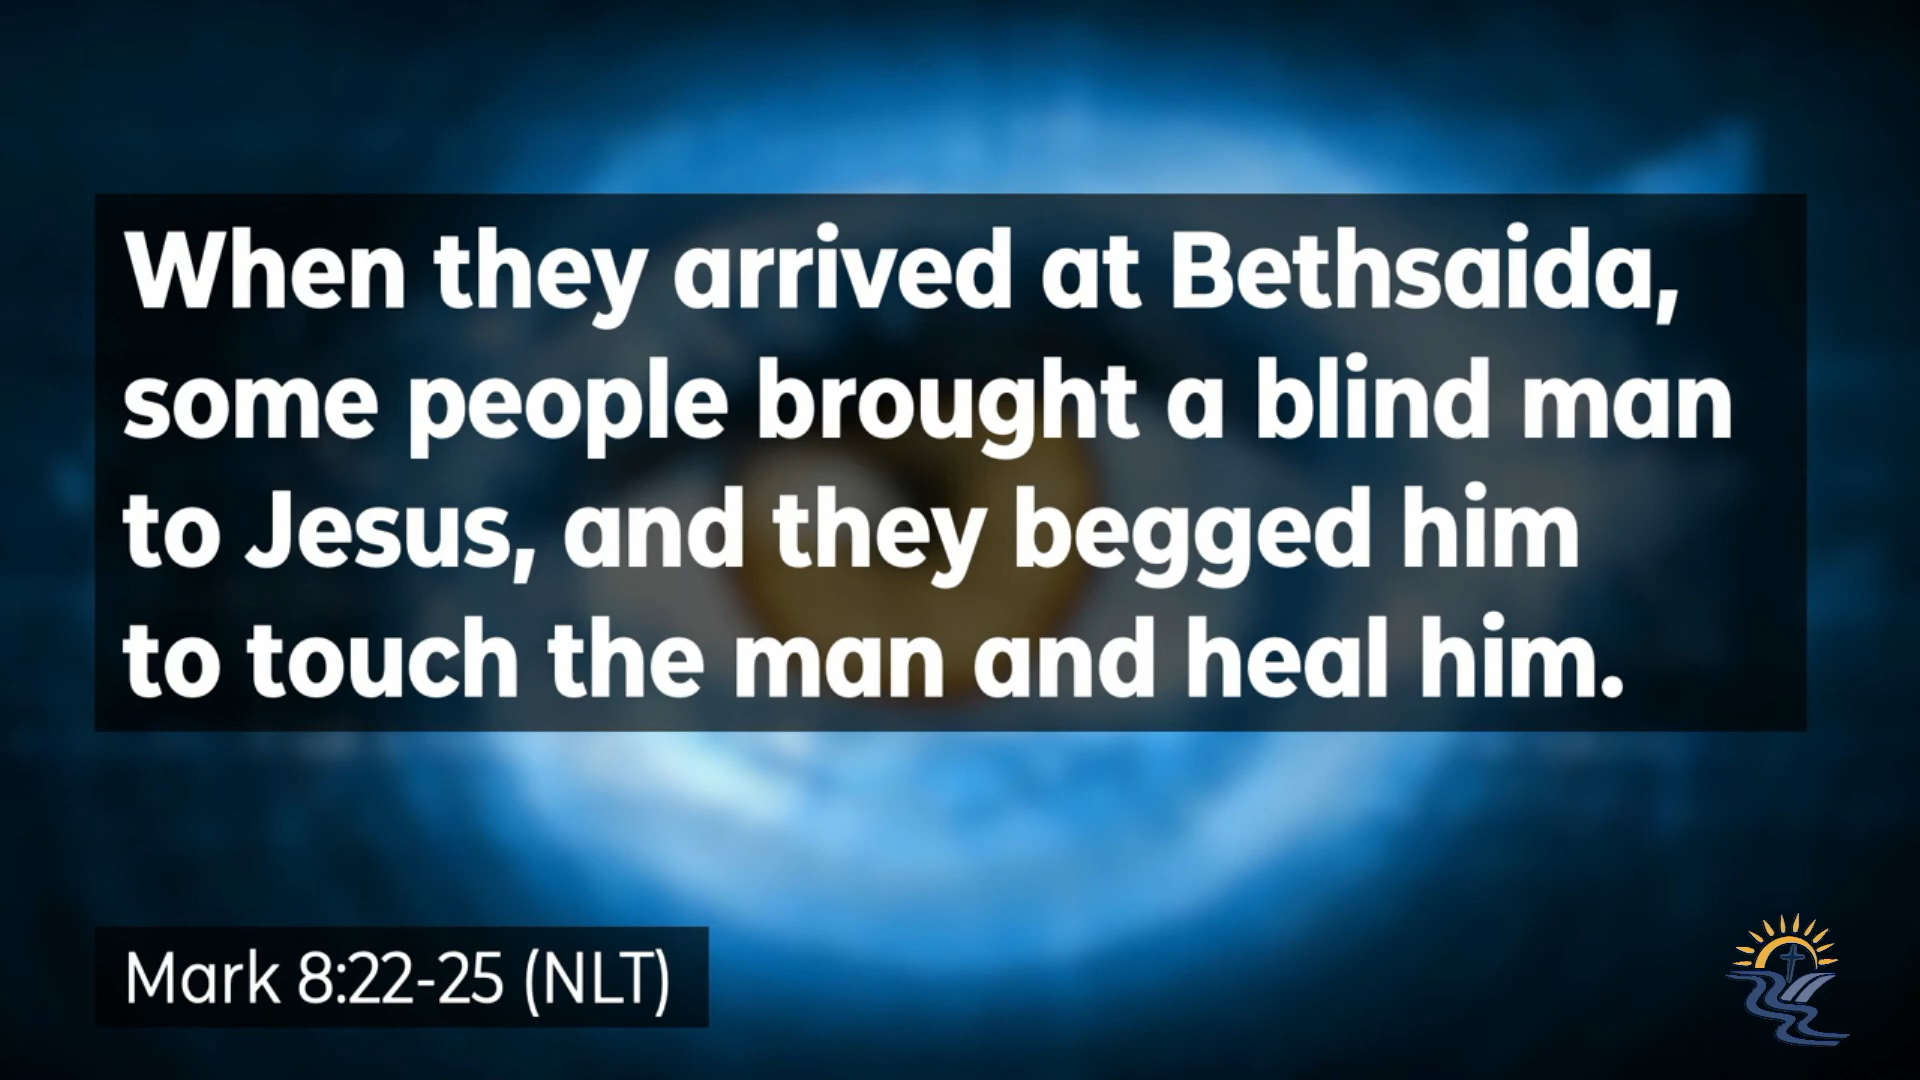 When they arrived at Bethsaida,
some people brought a blind man
to Jesus, and they begged him
to touch the man and heal him.
Mark 8:22-25 (NLT)